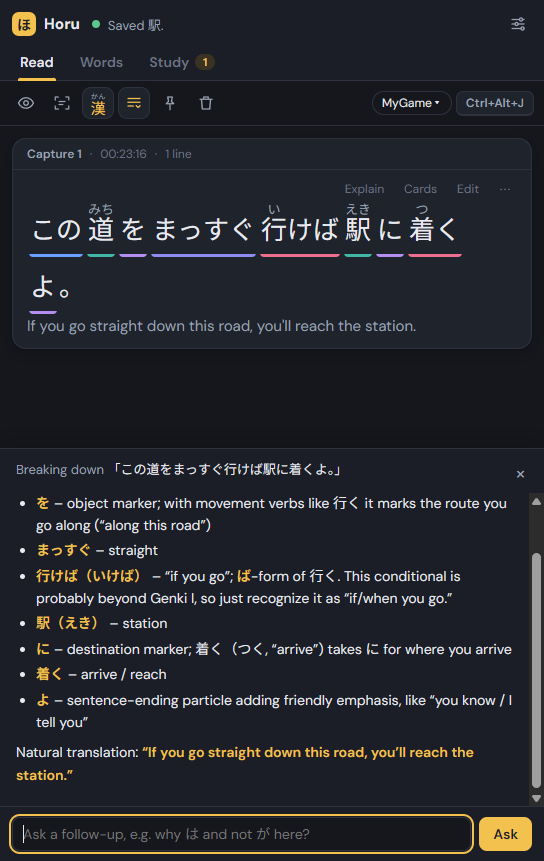 ほ Horu Saved 駅.
Read Words Study 1
かん
漢 MyGame Ctrl+Alt+J
Capture 1 · 00:23:16 · 1 line
Explain Cards Edit ···
みち い えき つ
この 道 を まっすぐ 行けば 駅 に 着く
よ。
If you go straight down this road, you'll reach the station.
Breaking down 「この道をまっすぐ行けば駅に着くよ。」 ×
• を – object marker; with movement verbs like 行く it marks the route you
go along (“along this road”)
• まっすぐ – straight
• 行けば（いけば） – “if you go”; ば-form of 行く. This conditional is
probably beyond Genki I, so just recognize it as “if/when you go.”
• 駅（えき） – station
• に – destination marker; 着く（つく, “arrive”) takes に for where you arrive
• 着く – arrive / reach
• よ – sentence-ending particle adding friendly emphasis, like “you know / I
tell you”
Natural translation: “If you go straight down this road, you’ll reach the
station.”
Ask a follow-up, e.g. why は and not が here? Ask